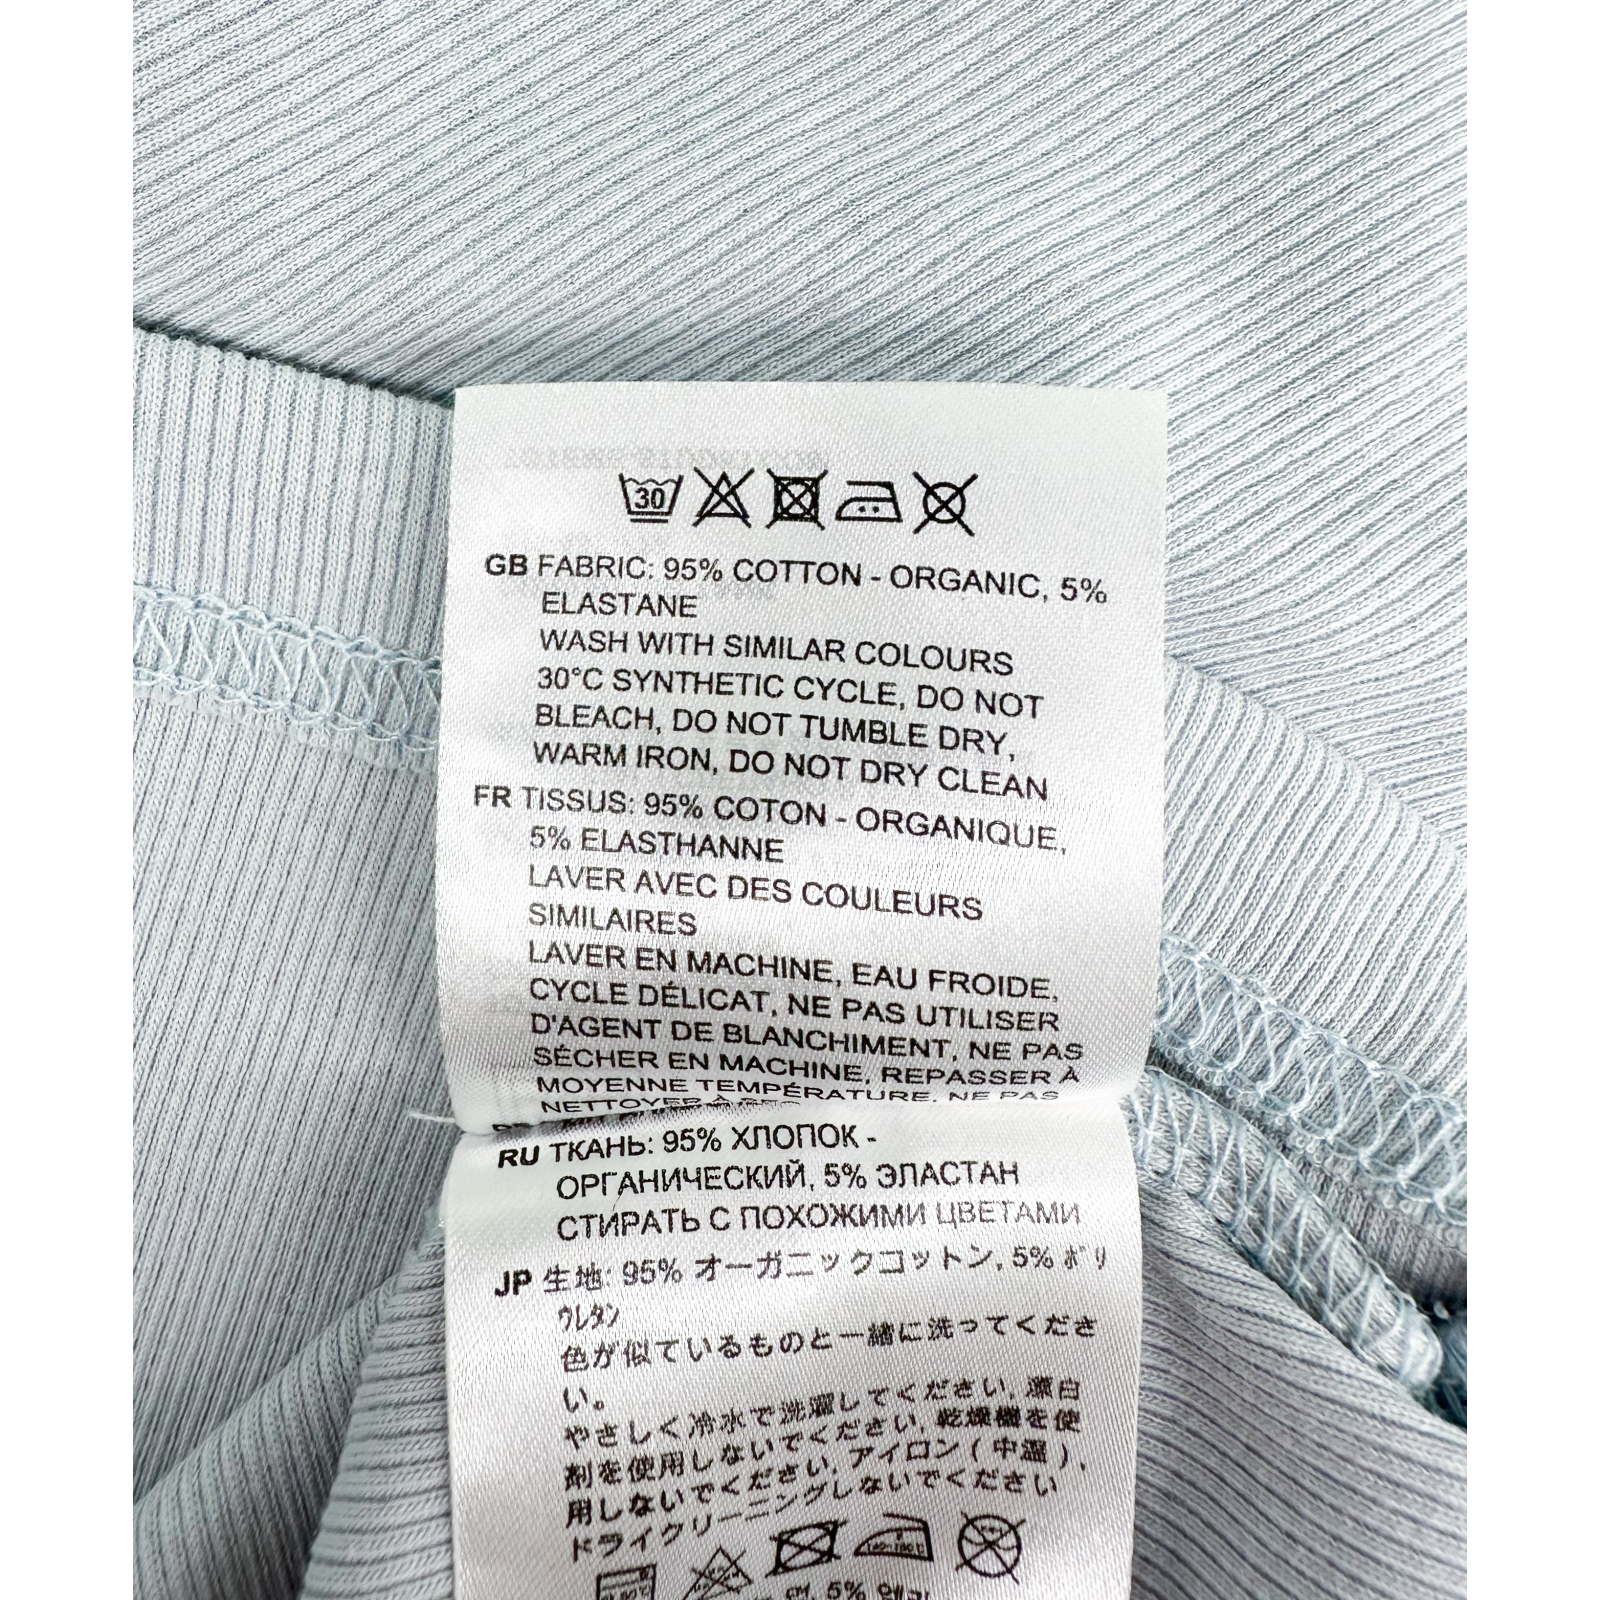 30
GB FABRIC: 95% COTTON - ORGANIC, 5%
ELASTANE
WASH WITH SIMILAR COLOURS
30°C SYNTHETIC CYCLE, DO NOT
BLEACH, DO NOT TUMBLE DRY,
WARM IRON, DO NOT DRY CLEAN
FR TISSUS: 95% COTON - ORGANIQUE,
5% ELASTHANNE
LAVER AVEC DES COULEURS
SIMILAIRES
LAVER EN MACHINE, EAU FROIDE,
CYCLE DÉLICAT, NE PAS UTILISER
D'AGENT DE BLANCHIMENT, NE PAS
SÉCHER EN MACHINE, REPASSER À
MOYENNE TEMPÉRATURE, NE PAS
NETTOYER À
RU ТКАНЬ: 95% ХЛОПОК -
ОРГАНИЧЕСКИЙ, 5% ЭЛАСТАН
СТИРАТЬ С ПОХОЖИМИ ЦВЕТАМИ
JP 生地: 95% オーガニックコットン, 5% ポリ
ウレタン
色が似ているものと一緒に洗ってくださ
い。
やさしく冷水で洗濯してください, 漂白
剤を使用しないでください, 乾燥機を使
用しないでください, アイロン ( 中温 ),
ドライクリーニングしないでください
5%